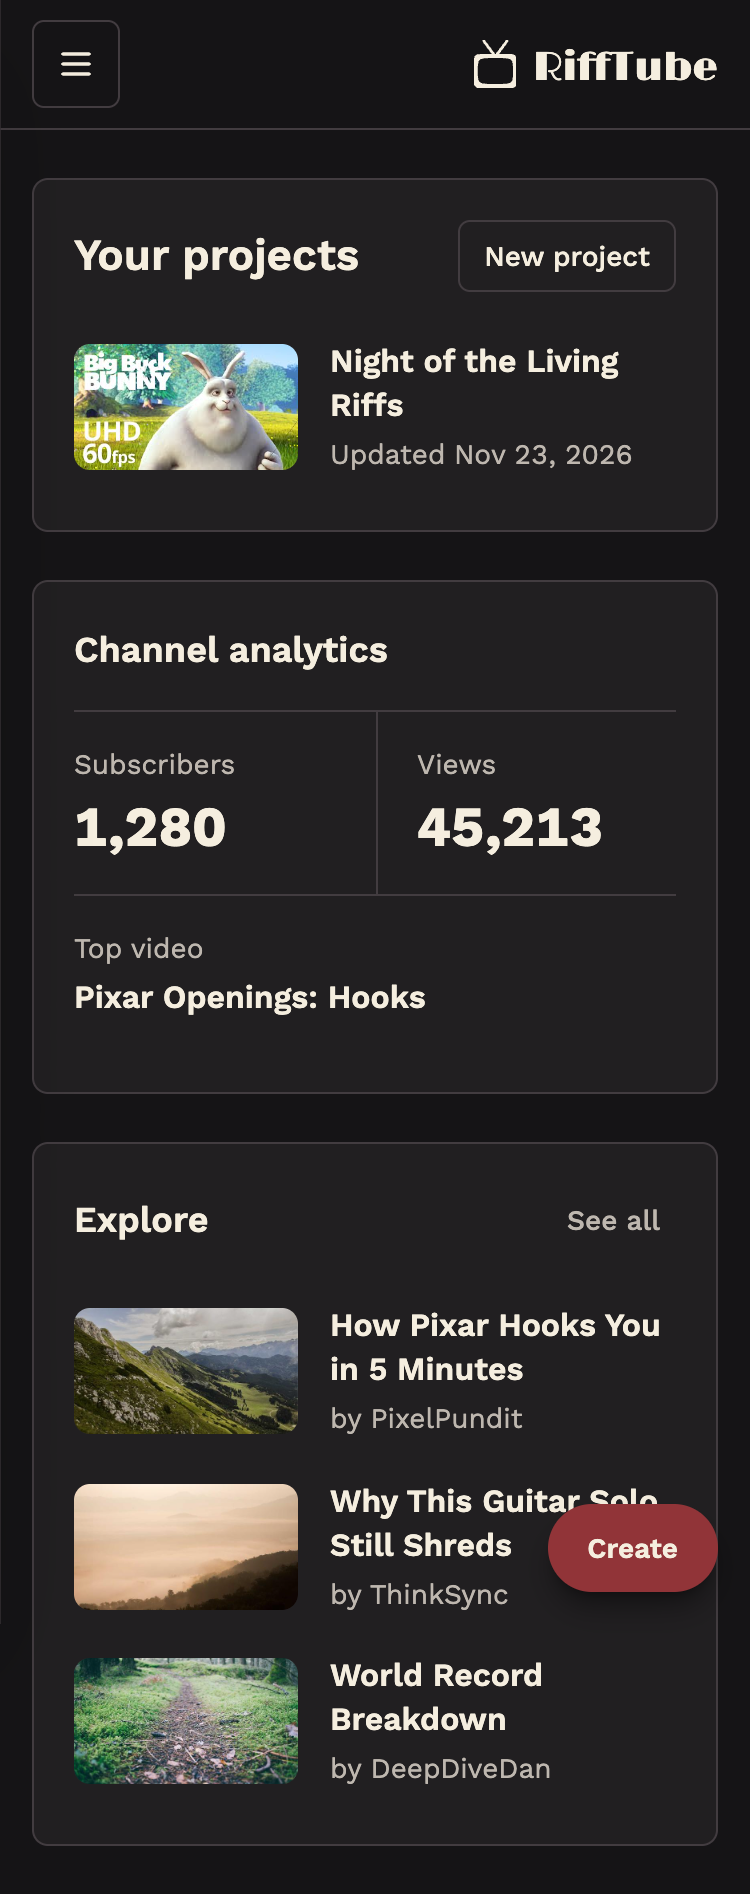 RiffTube
Your projects
New project
Big Buck
BUNNY
UHD
60fps
Night of the Living
Riffs
Updated Nov 23, 2026
Channel analytics
Subscribers
Views
1,280
45,213
Top video
Pixar Openings: Hooks
Explore
See all
How Pixar Hooks You
in 5 Minutes
by PixelPundit
Why This Guitar Solo
Still Shreds
Create
by ThinkSync
World Record
Breakdown
by DeepDiveDan